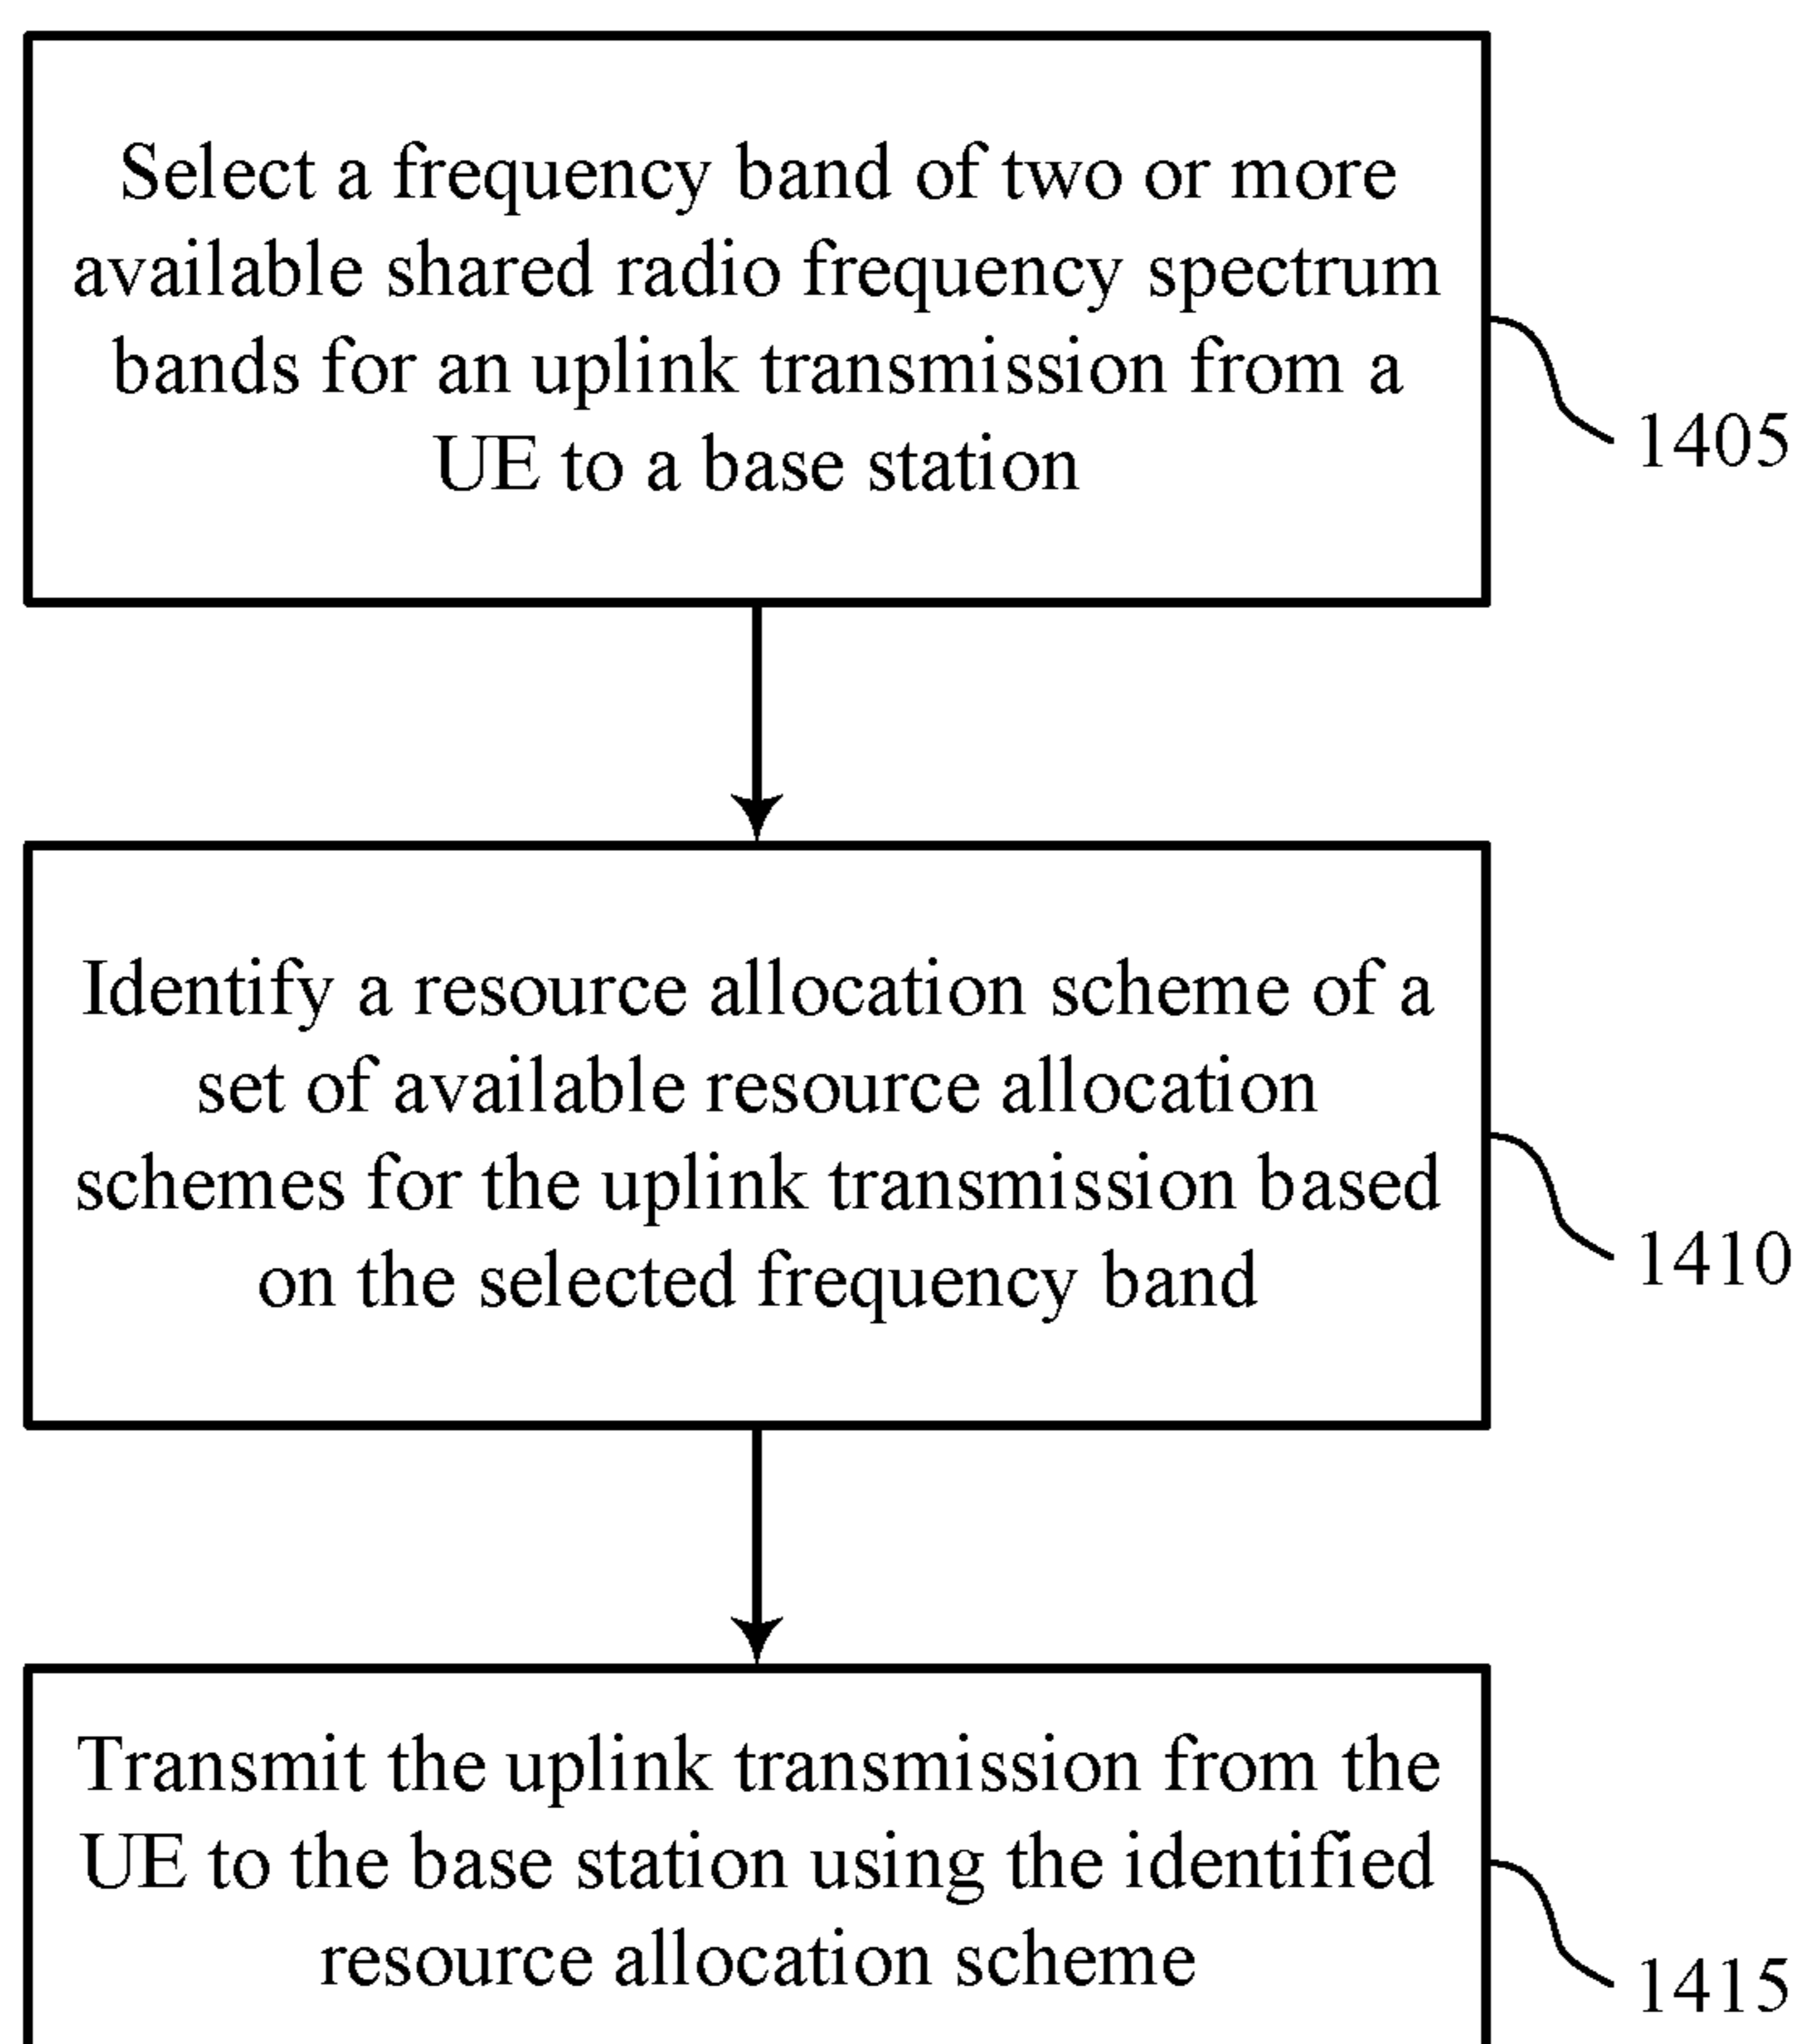 Select a frequency band of two or more
available shared radio frequency spectrum
bands for an uplink transmission from a
UE to a base station
1405
Identify a resource allocation scheme of a
set of available resource allocation
schemes for the uplink transmission based
on the selected frequency band
1410
Transmit the uplink transmission from the
UE to the base station using the identified
resource allocation scheme
1415